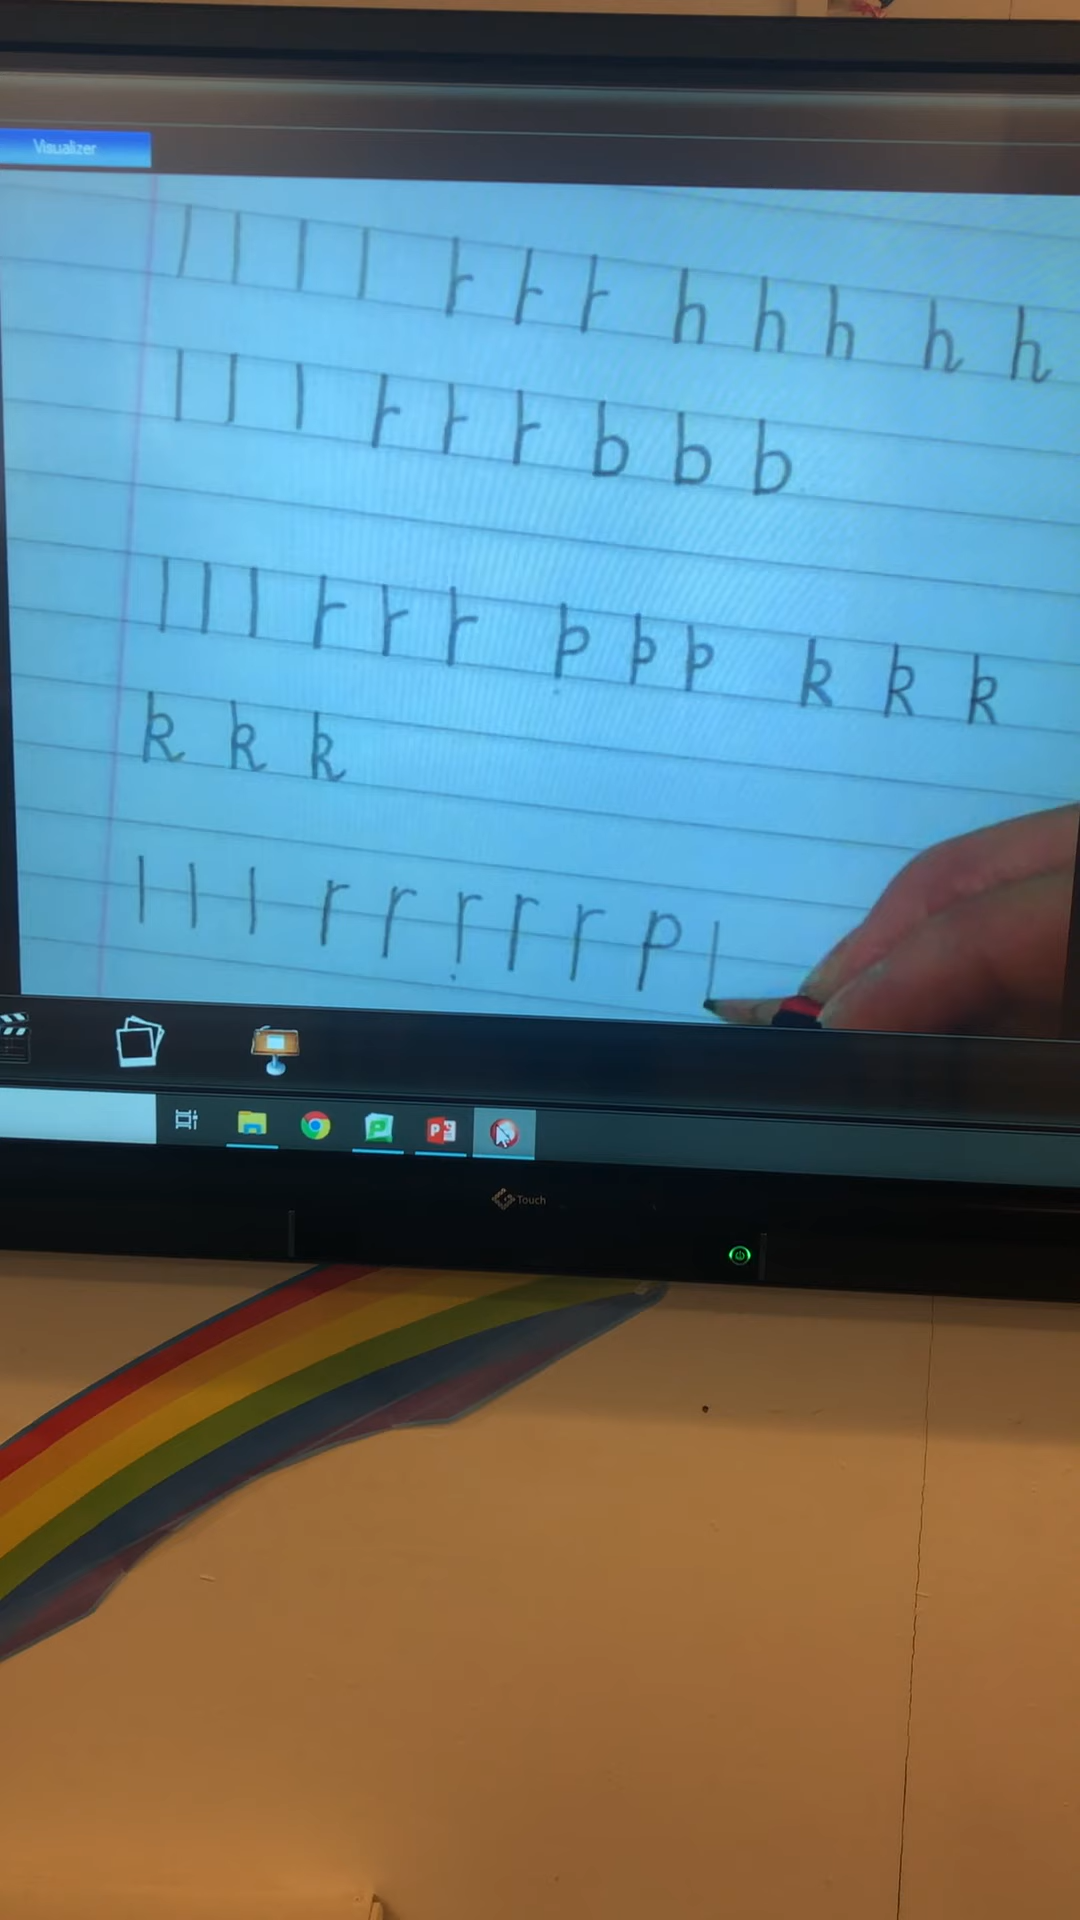 Visualizer
l l l l r r r h h h h h
l l l r r r b b b
l l l r r r þ þ þ k k k
k k k
l l l r r r r r p l
Touch